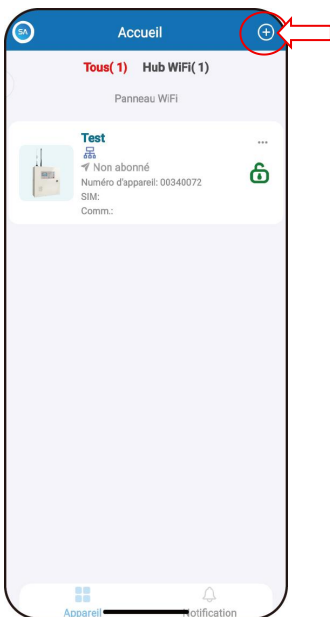 SA Accueil
Tous( 1) Hub WiFi( 1)
Panneau WiFi
Test
Non abonné
Numéro d'appareil: 00340072
SIM:
Comm.:
Appareil Notification